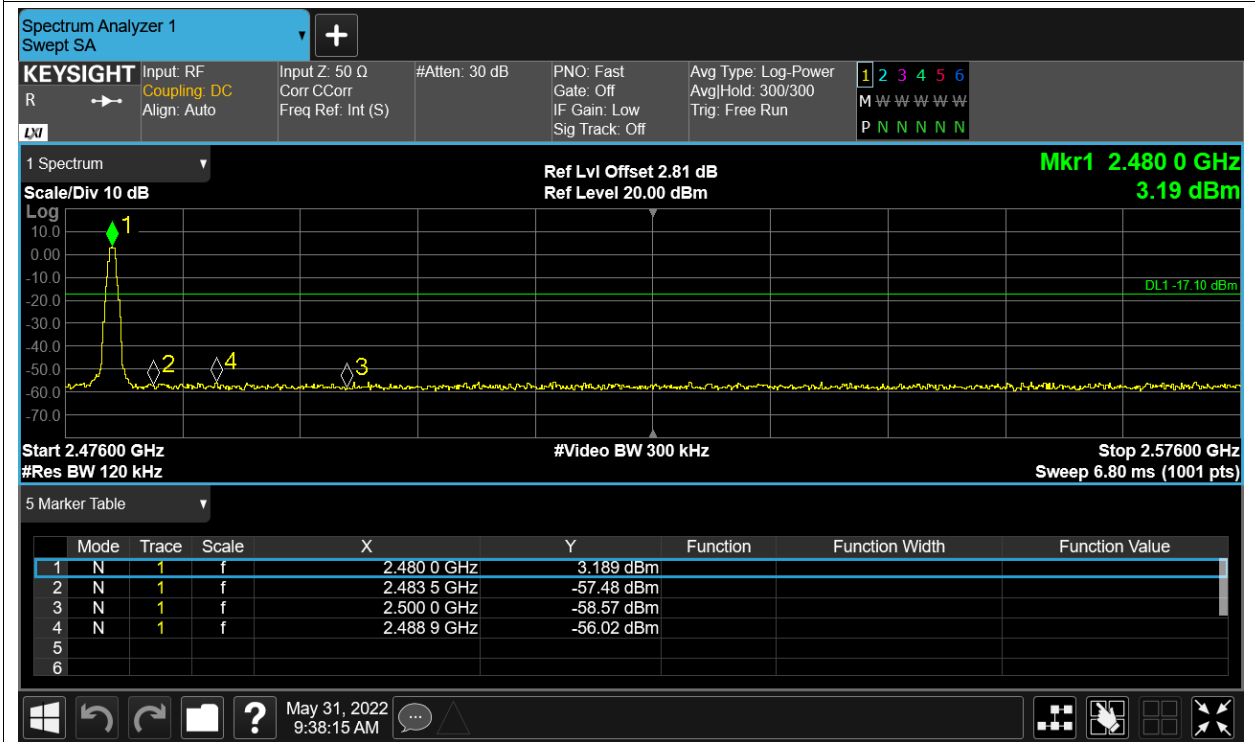 Spectrum Analyzer 1
Swept SA
+
KEYSIGHT
R
LXI
Input: RF
Coupling: DC
Align: Auto
Input Z: 50 Ω
Corr CCorr
Freq Ref: Int (S)
#Atten: 30 dB
PNO: Fast
Gate: Off
IF Gain: Low
Sig Track: Off
Avg Type: Log-Power
Avg|Hold: 300/300
Trig: Free Run
1 2 3 4 5 6
M W W W W W
P N N N N N
1 Spectrum
Scale/Div 10 dB
Ref Lvl Offset 2.81 dB
Ref Level 20.00 dBm
Mkr1 2.480 0 GHz
3.19 dBm
Log
10.0
0.00
-10.0
-20.0
-30.0
-40.0
-50.0
-60.0
-70.0
1
2
4
3
DL1 -17.10 dBm
Start 2.47600 GHz
#Res BW 120 kHz
#Video BW 300 kHz
Stop 2.57600 GHz
Sweep 6.80 ms (1001 pts)
5 Marker Table
Mode Trace Scale X Y Function Function Width Function Value
1 N 1 f 2.480 0 GHz 3.189 dBm
2 N 1 f 2.483 5 GHz -57.48 dBm
3 N 1 f 2.500 0 GHz -58.57 dBm
4 N 1 f 2.488 9 GHz -56.02 dBm
5
6
?
May 31, 2022
9:38:15 AM